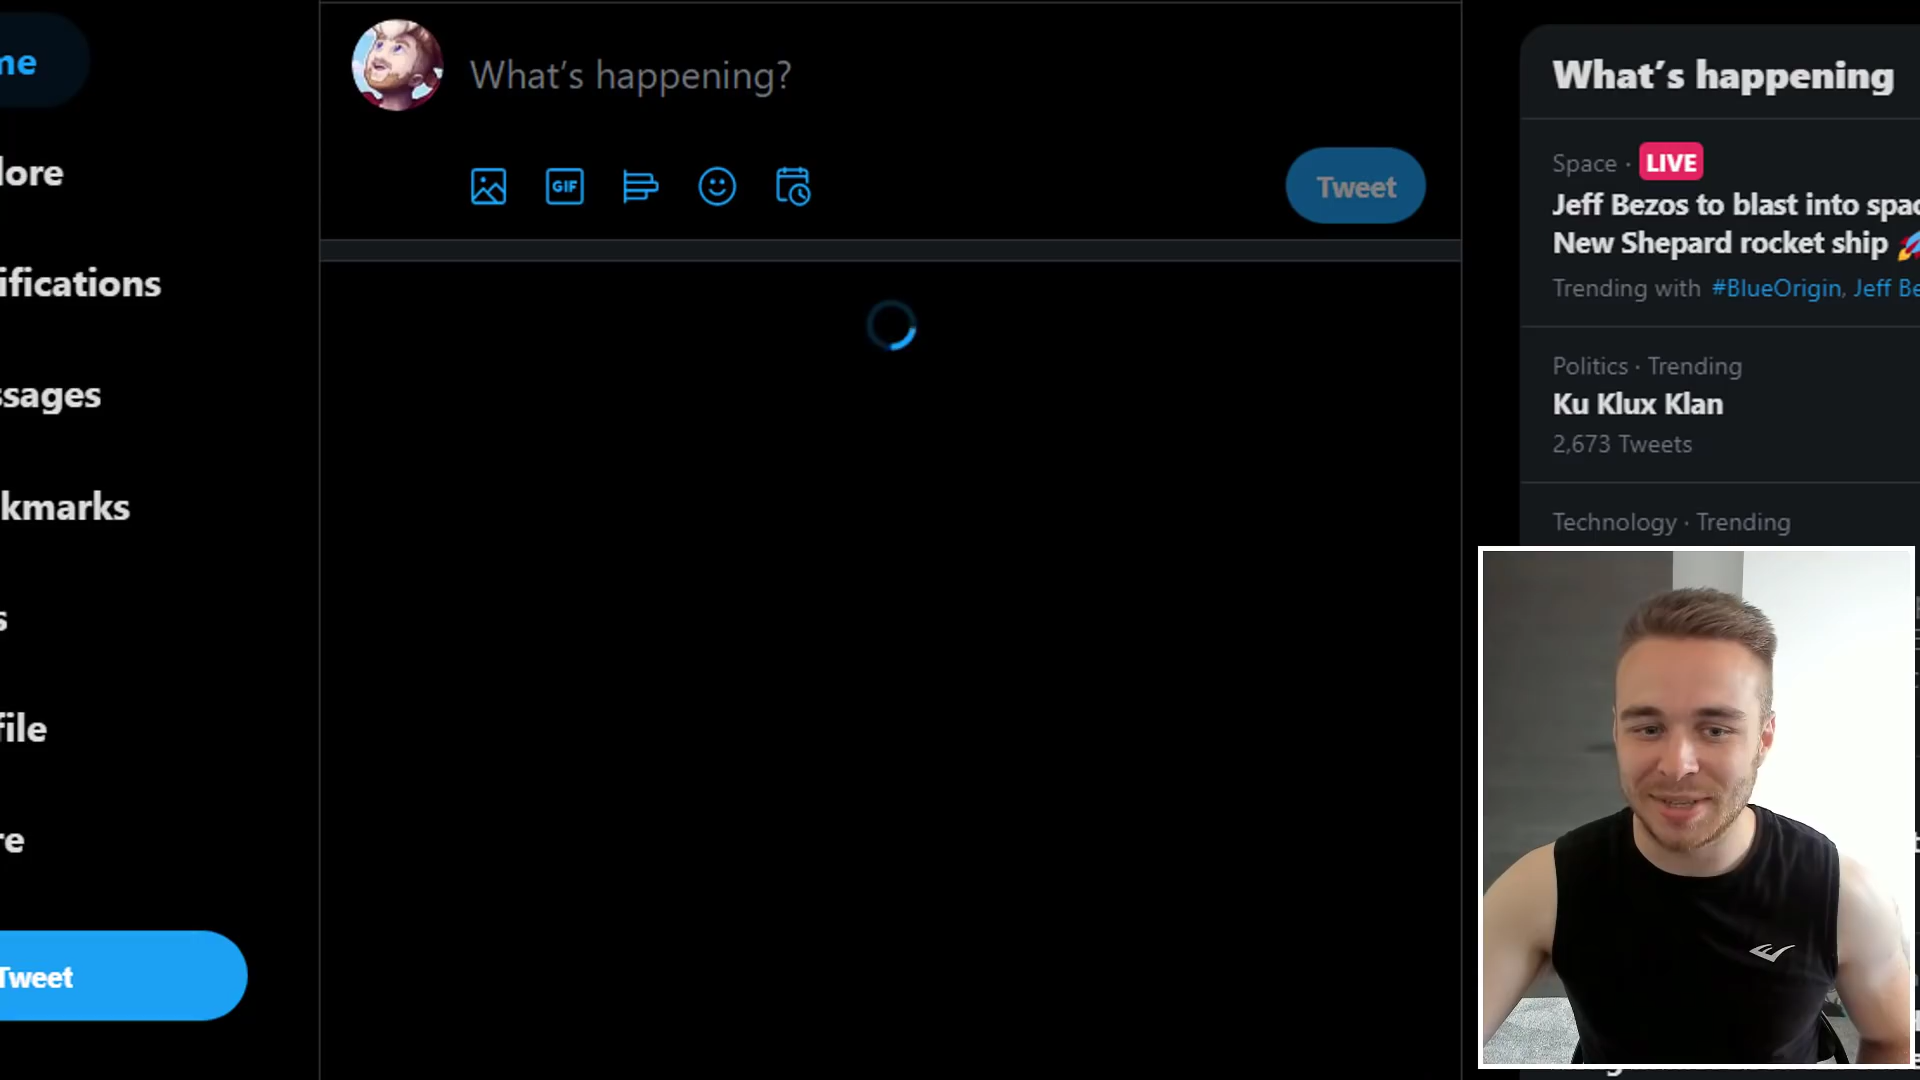 me
lore
ifications
ssages
kmarks
s
file
re
Tweet
What's happening?
GIF
Tweet
What's happening
Space · LIVE
Jeff Bezos to blast into spac
New Shepard rocket ship 🚀
Trending with #BlueOrigin, Jeff Be
Politics · Trending
Ku Klux Klan
2,673 Tweets
Technology · Trending